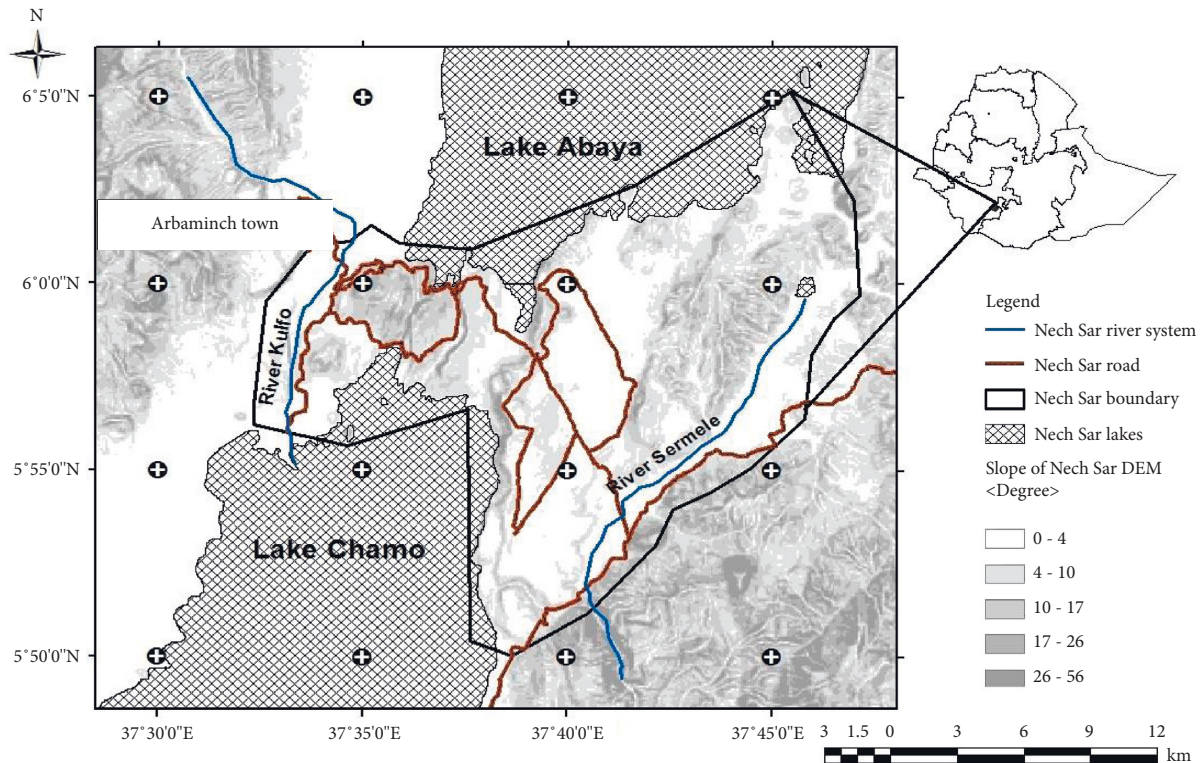 N
6°5'0"N
6°0'0"N
5°55'0"N
5°50'0"N
Lake Abaya
Arbaminch town
River Kulfo
River Sermele
Lake Chamo
37°30'0"E
37°35'0"E
37°40'0"E
37°45'0"E
Legend
Nech Sar river system
Nech Sar road
Nech Sar boundary
Nech Sar lakes
Slope of Nech Sar DEM
<Degree>
0 - 4
4 - 10
10 - 17
17 - 26
26 - 56
3 1.5 0 3 6 9 12
km